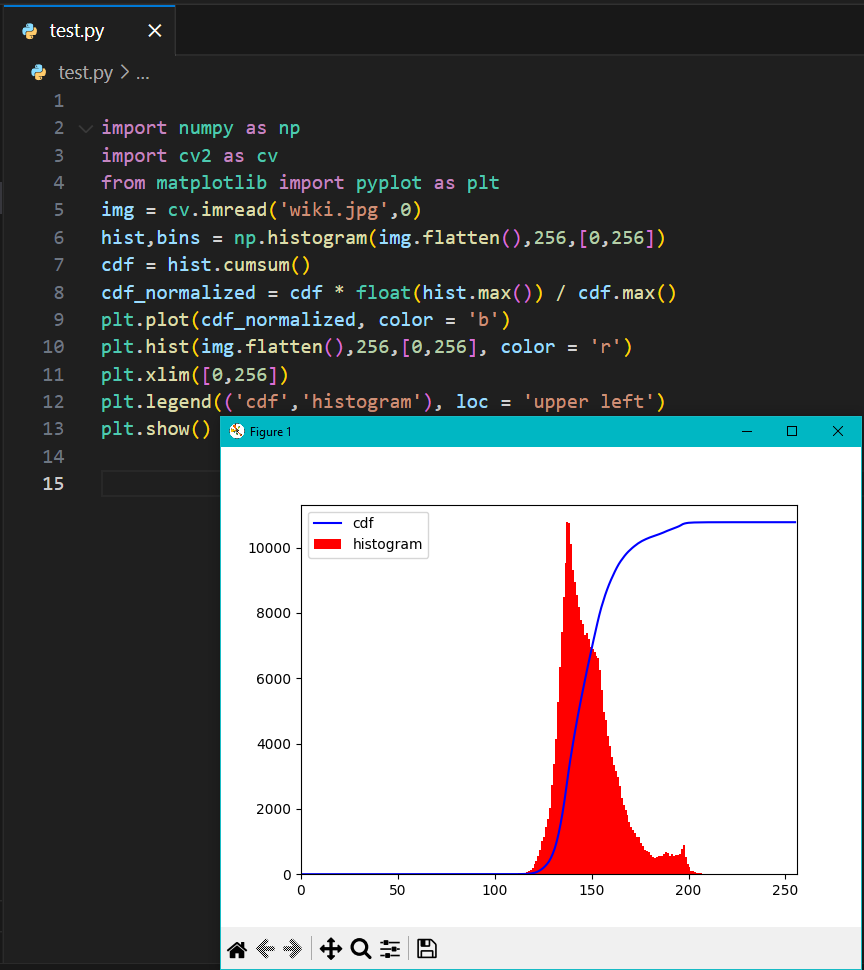 test.py
test.py > ...
1
2 import numpy as np
3 import cv2 as cv
4 from matplotlib import pyplot as plt
5 img = cv.imread('wiki.jpg',0)
6 hist,bins = np.histogram(img.flatten(),256,[0,256])
7 cdf = hist.cumsum()
8 cdf_normalized = cdf * float(hist.max()) / cdf.max()
9 plt.plot(cdf_normalized, color = 'b')
10 plt.hist(img.flatten(),256,[0,256], color = 'r')
11 plt.xlim([0,256])
12 plt.legend(('cdf','histogram'), loc = 'upper left')
13 plt.show()
14
15
Figure 1
cdf
histogram
10000
8000
6000
4000
2000
0
0 50 100 150 200 250